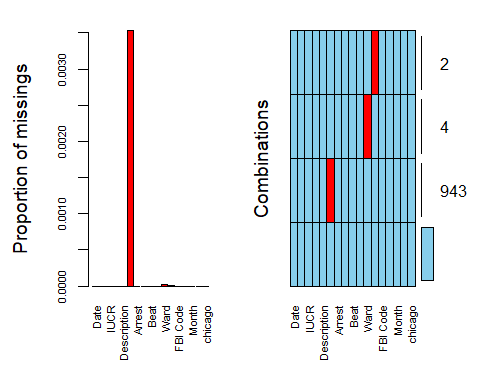 Proportion of missings
0.0000
0.0010
0.0020
0.0030
Date
IUCR
Description
Arrest
Beat
Ward
FBI Code
Month
chicago
Combinations
2
4
943
Date
IUCR
Description
Arrest
Beat
Ward
FBI Code
Month
chicago